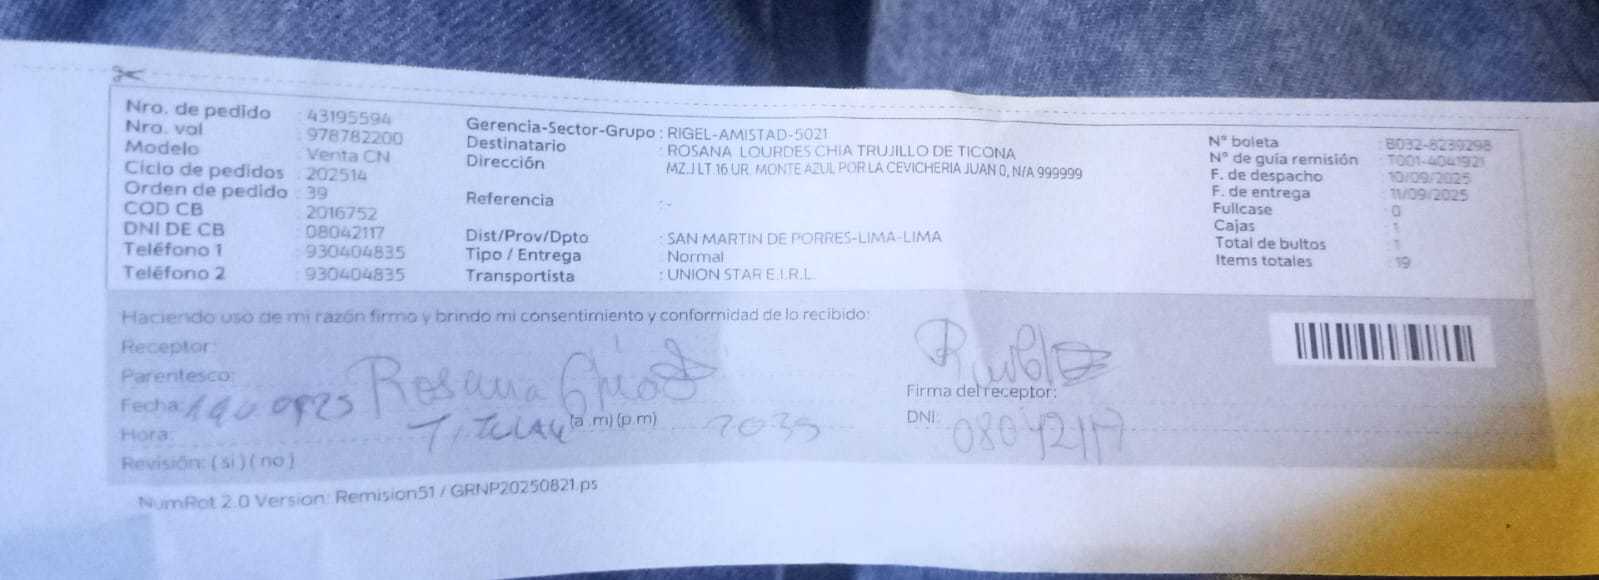 Nro. de pedido : 43195594
Nro. val : 978782200
Modelo : Venta CN
Ciclo de pedidos : 202514
Orden de pedido : 39
COD CB : 2016752
DNI DE CB : 08042117
Teléfono 1 : 930404835
Teléfono 2 : 930404835
Gerencia-Sector-Grupo : RIGEL-AMISTAD-5021
Destinatario : ROSANA LOURDES CHIA TRUJILLO DE TICONA
Dirección MZ.J LT 16 UR. MONTE AZUL POR LA CEVICHERIA JUAN 0, N/A 999999
Referencia : -
Dist/Prov/Dpto : SAN MARTIN DE PORRES-LIMA-LIMA
Tipo / Entrega : Normal
Transportista : UNION STAR E.I.R.L.
N° boleta : B032-8239298
N° de guia remisión : T001-4041921
F. de despacho : 10/09/2025
F. de entrega : 11/09/2025
Fullcase : 0
Cajas : 1
Total de bultos : 1
Items totales : 19
Haciendo uso de mi razón firmo y brindo mi consentimiento y conformidad de lo recibido:
Receptor:
Parentesco: Rosana Chia
Fecha:
Hora: Titular (a .m) (p.m) 2035
Revisión: ( si ) ( no )
Firma del receptor:
DNI: 08042117
NumRot 2.0 Version: Remision51 / GRNP20250821.ps